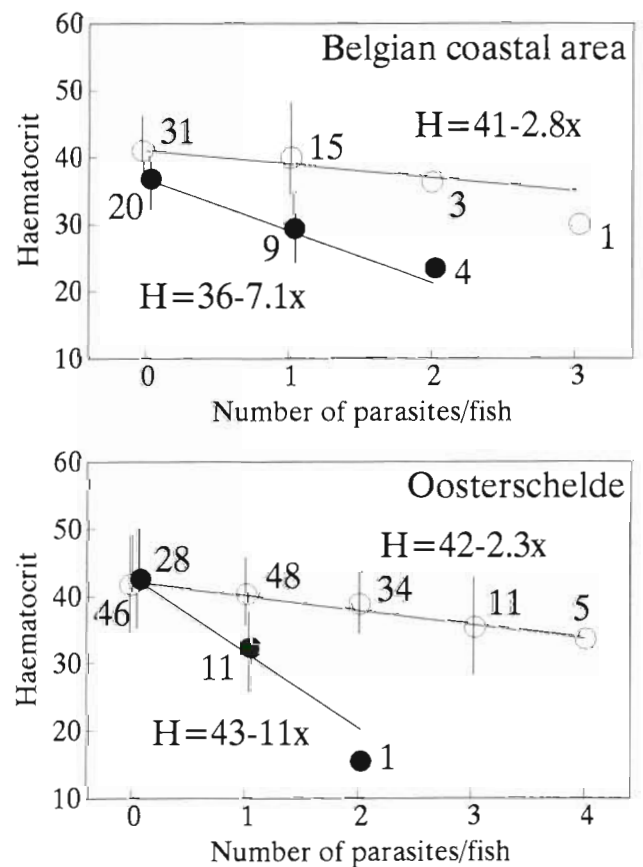 60
Belgian coastal area
50
H=41-2.8x
31
15
40
3
20
30
9
1
4
20
H=36-7.1x
10
0 1 2 3
Haematocrit
Number of parasites/fish
60
Oosterschelde
50
H=42-2.3x
28
48
34
11
5
40
46
30
11
H=43-11x
20
1
10
0 1 2 3 4
Haematocrit
Number of parasites/fish